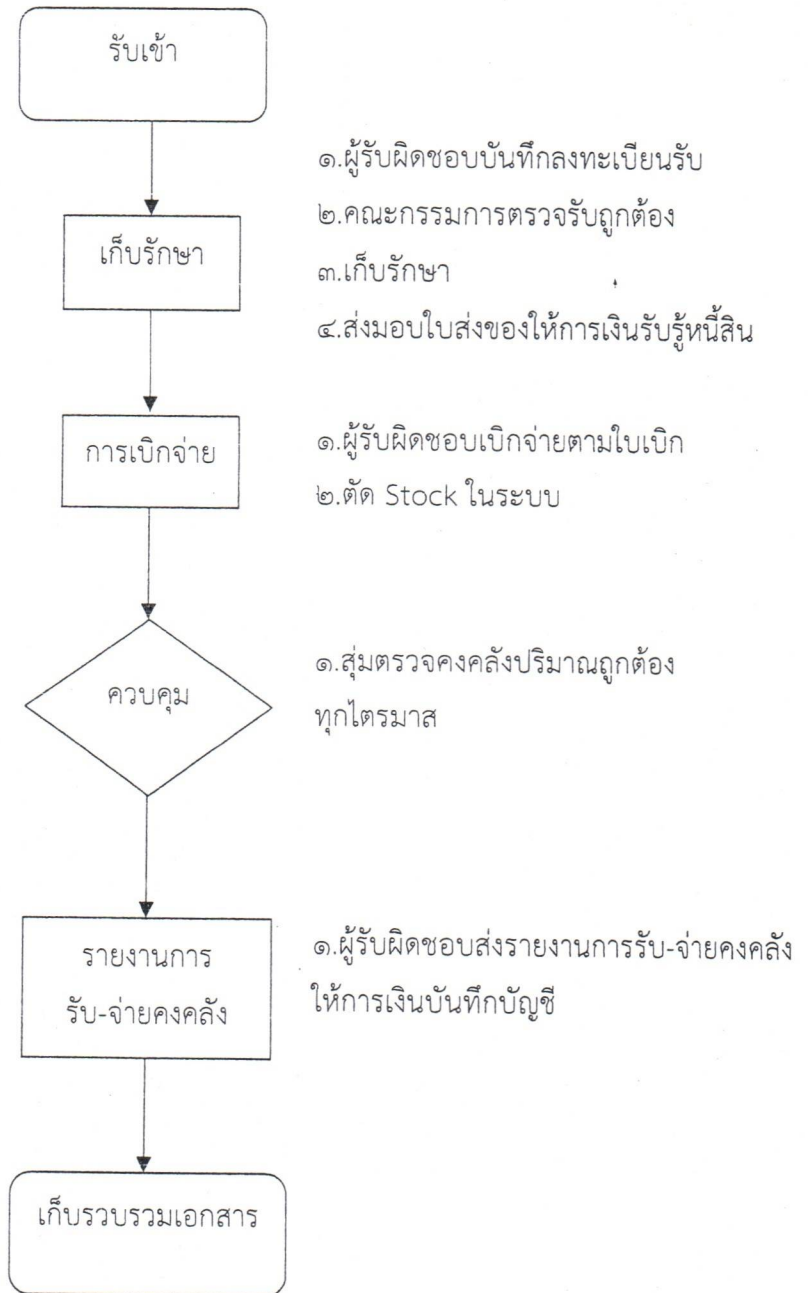 รับเข้า
๑.ผู้รับผิดชอบบันทึกลงทะเบียนรับ
๒.คณะกรรมการตรวจรับถูกต้อง
เก็บรักษา
๓.เก็บรักษา
๔.ส่งมอบใบส่งของให้การเงินรับรู้หนี้สิน
การเบิกจ่าย
๑.ผู้รับผิดชอบเบิกจ่ายตามใบเบิก
๒.ตัด Stock ในระบบ
ควบคุม
๑.สุ่มตรวจคงคลังปริมาณถูกต้อง
ทุกไตรมาส
รายงานการ
รับ-จ่ายคงคลัง
๑.ผู้รับผิดชอบส่งรายงานการรับ-จ่ายคงคลัง
ให้การเงินบันทึกบัญชี
เก็บรวบรวมเอกสาร